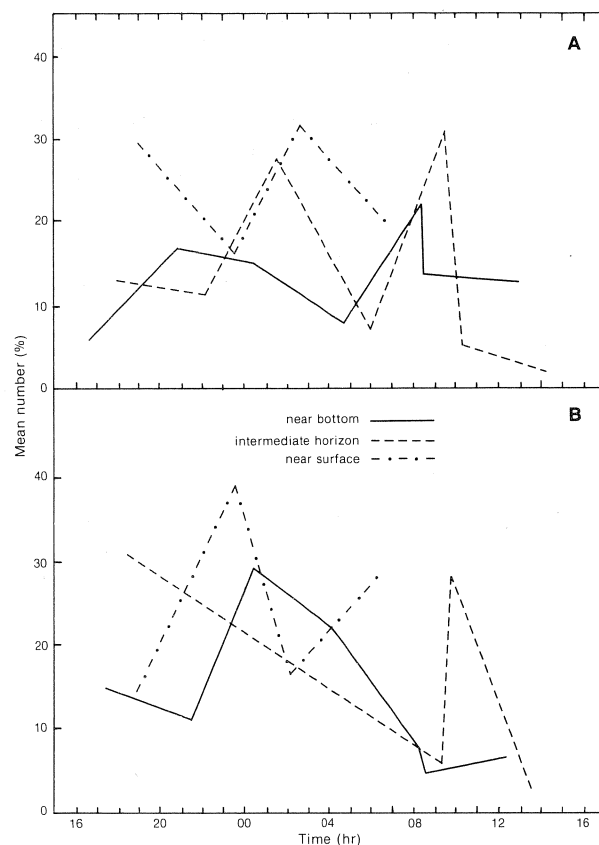 A
40
30
20
10
0
Mean number (%)
B
near bottom
intermediate horizon
near surface
40
30
20
10
0
16 20 00 04 08 12 16
Time (hr)